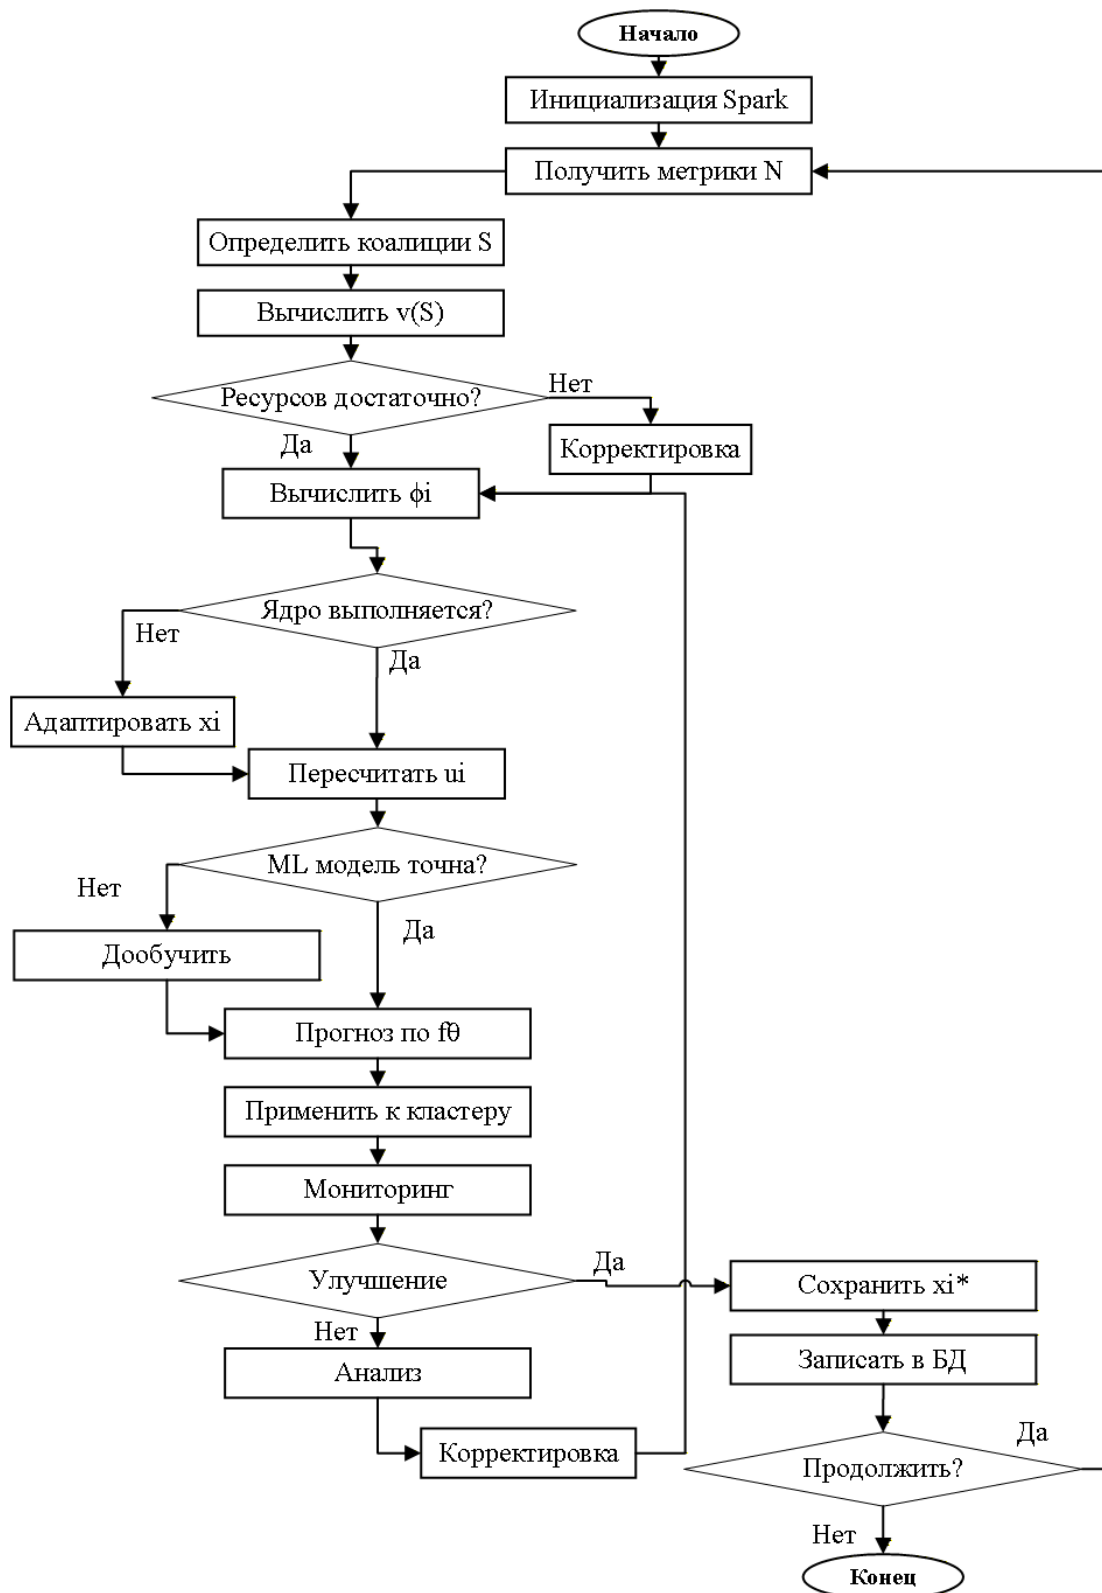 Начало
Инициализация Spark
Получить метрики N
Определить коалиции S
Вычислить v(S)
Ресурсов достаточно?
Нет
Да
Корректировка
Вычислить ϕi
Ядро выполняется?
Нет
Да
Адаптировать xi
Пересчитать ui
ML модель точна?
Нет
Да
Дообучить
Прогноз по fθ
Применить к кластеру
Мониторинг
Улучшение
Да
Сохранить xi*
Нет
Записать в БД
Анализ
Корректировка
Да
Продолжить?
Нет
Конец